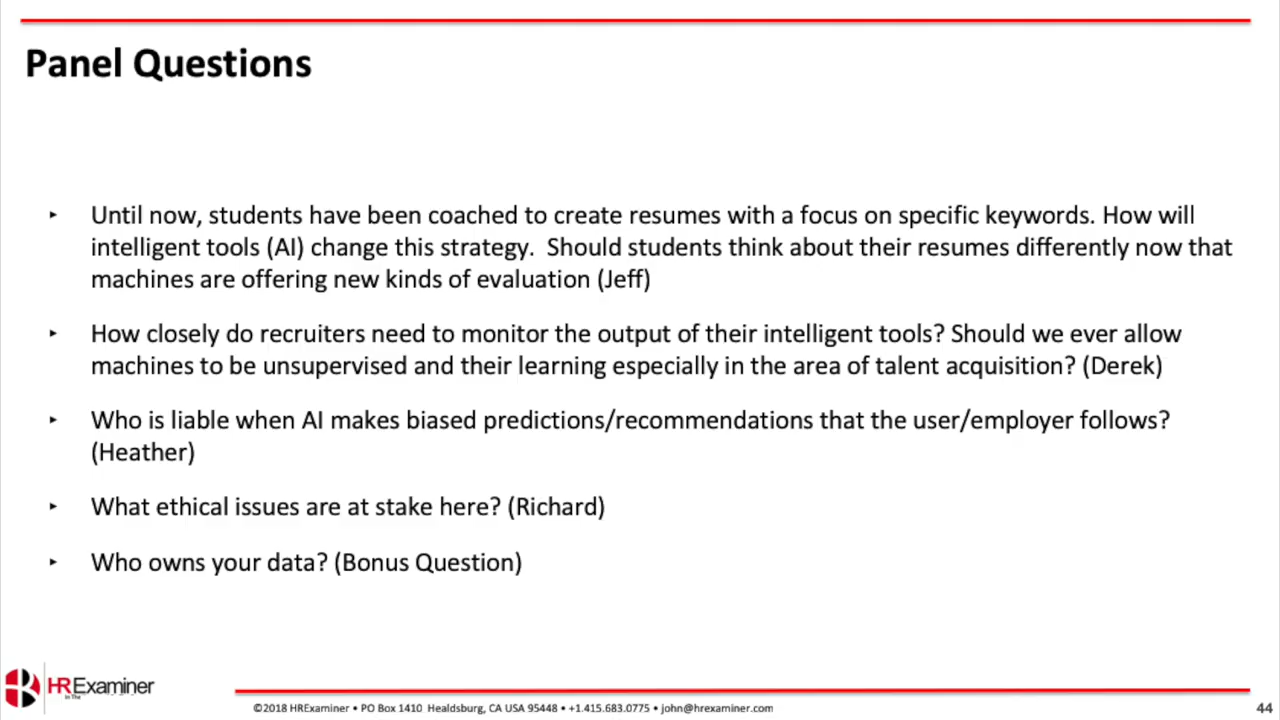 Panel Questions
‣ Until now, students have been coached to create resumes with a focus on specific keywords. How will
intelligent tools (AI) change this strategy.  Should students think about their resumes differently now that
machines are offering new kinds of evaluation (Jeff)
‣ How closely do recruiters need to monitor the output of their intelligent tools? Should we ever allow
machines to be unsupervised and their learning especially in the area of talent acquisition? (Derek)
‣ Who is liable when AI makes biased predictions/recommendations that the user/employer follows?
(Heather)
‣ What ethical issues are at stake here? (Richard)
‣ Who owns your data? (Bonus Question)
HRExaminer
In The
©2018 HRExaminer • PO Box 1410  Healdsburg, CA USA 95448 • +1.415.683.0775 • john@hrexaminer.com
44